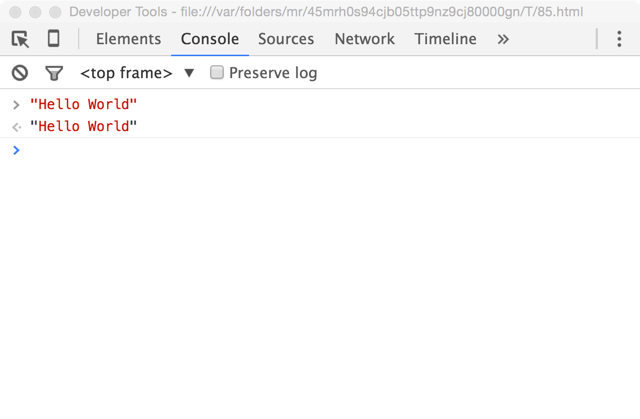 Developer Tools - file:///var/folders/mr/45mrh0s94cjb05ttp9nz9cj80000gn/T/85.html
Elements Console Sources Network Timeline »
<top frame> ▼ Preserve log
> "Hello World"
"Hello World"
>